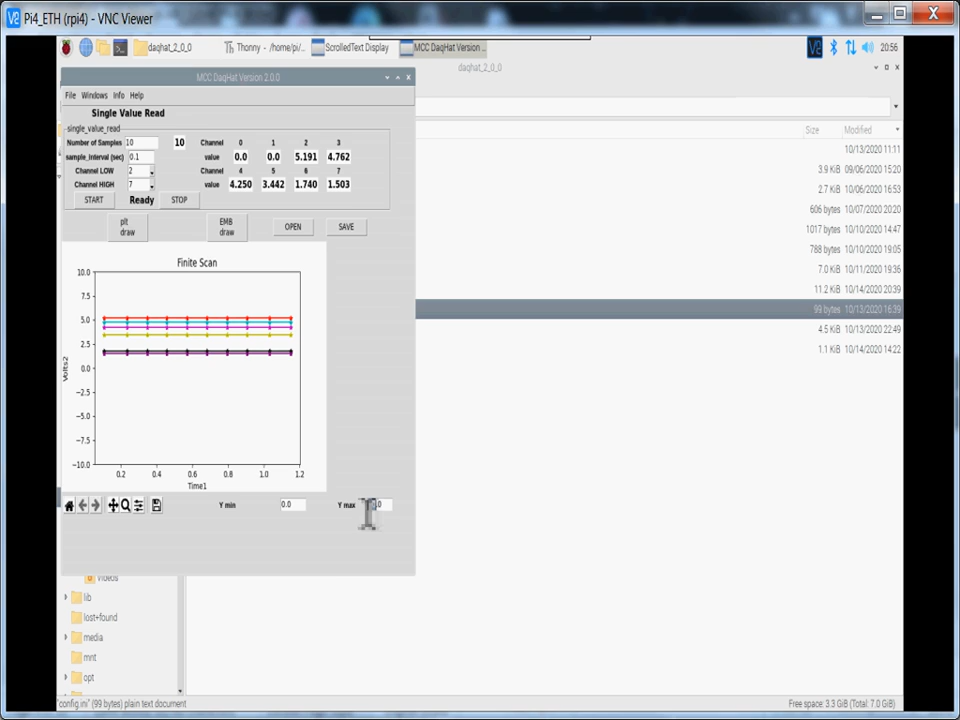 Pi4_ETH (rpi4) - VNC Viewer
daqhat_2_0_0 Thonny - /home/pi/... ScrolledText Display MCC DaqHat Version ... 20:56
daqhat_2_0_0
MCC DaqHat Version 2.0.0
File Windows Info Help
Single Value Read
single_value_read
Number of Samples 10 10 Channel 0 1 2 3
sample_interval (sec) 0.1 value 0.0 0.0 5.191 4.762
Channel LOW 2 Channel 4 5 6 7
Channel HIGH 7 value 4.250 3.442 1.740 1.503
START Ready STOP
plt draw EMB draw OPEN SAVE
Finite Scan
10.0
7.5
5.0
2.5
0.0
−2.5
−5.0
−7.5
−10.0
Volts2
0.2 0.4 0.6 0.8 1.0 1.2
Time1
Y min 0.0 Y max
Size Modified
10/13/2020 11:11
3.9 KiB 09/06/2020 15:20
2.7 KiB 10/06/2020 16:53
606 bytes 10/07/2020 20:20
1017 bytes 10/10/2020 14:47
788 bytes 10/10/2020 19:05
7.0 KiB 10/11/2020 19:36
11.2 KiB 10/14/2020 20:39
99 bytes 10/13/2020 16:39
4.5 KiB 10/13/2020 22:49
1.1 KiB 10/14/2020 14:22
Videos
lib
lost+found
media
mnt
opt
"config.ini" (99 bytes) plain text document Free space: 3.3 GiB (Total: 7.0 GiB)